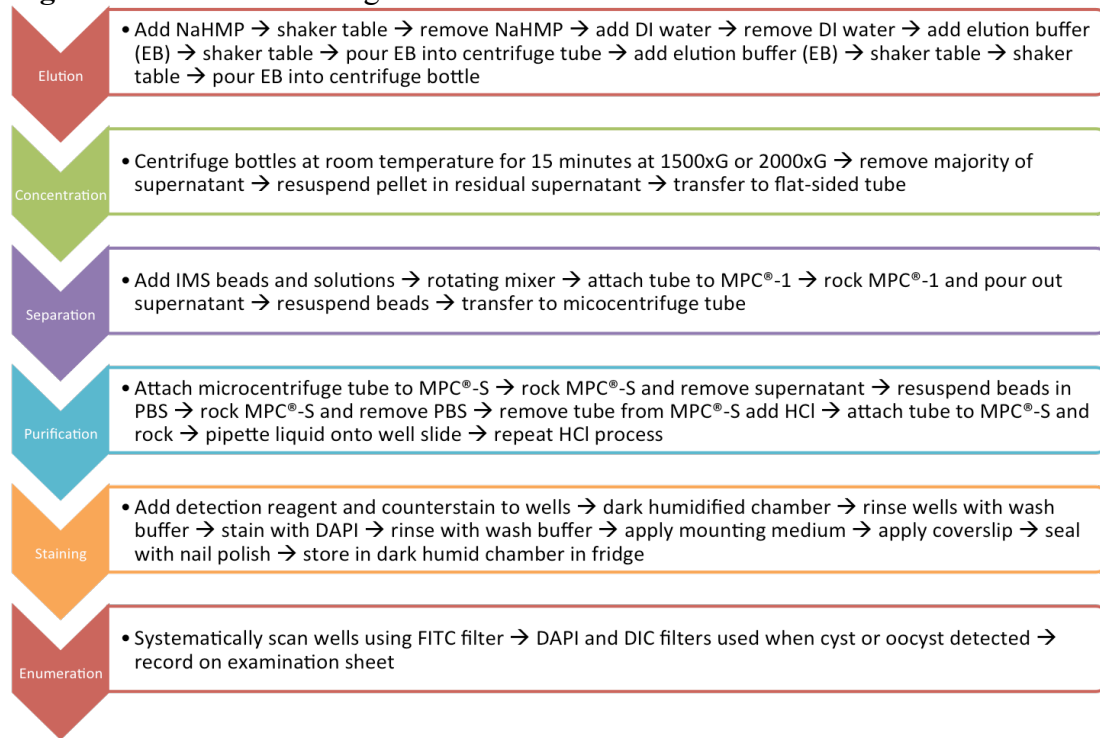 Elution
• Add NaHMP → shaker table → remove NaHMP → add DI water → remove DI water → add elution buffer
(EB) → shaker table → pour EB into centrifuge tube → add elution buffer (EB) → shaker table → shaker
table → pour EB into centrifuge bottle
Concentration
• Centrifuge bottles at room temperature for 15 minutes at 1500xG or 2000xG → remove majority of
supernatant → resuspend pellet in residual supernatant → transfer to flat-sided tube
Separation
• Add IMS beads and solutions → rotating mixer → attach tube to MPC®-1 → rock MPC®-1 and pour out
supernatant → resuspend beads → transfer to micocentrifuge tube
Purification
• Attach microcentrifuge tube to MPC®-S → rock MPC®-S and remove supernatant → resuspend beads in
PBS → rock MPC®-S and remove PBS → remove tube from MPC®-S add HCl → attach tube to MPC®-S and
rock → pipette liquid onto well slide → repeat HCl process
Staining
• Add detection reagent and counterstain to wells → dark humidified chamber → rinse wells with wash
buffer → stain with DAPI → rinse with wash buffer → apply mounting medium → apply coverslip → seal
with nail polish → store in dark humid chamber in fridge
Enumeration
• Systematically scan wells using FITC filter → DAPI and DIC filters used when cyst or oocyst detected →
record on examination sheet